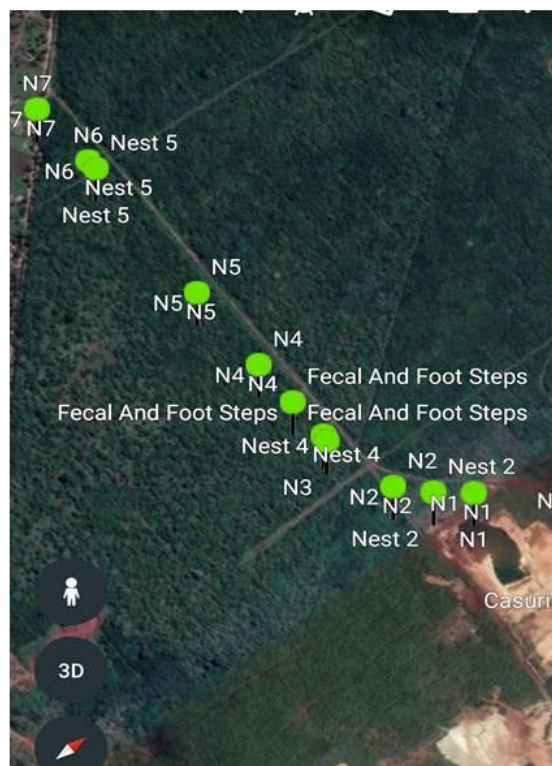 N7
7
N7
N6
Nest 5
N6
Nest 5
Nest 5
N5
N5
N5
N4
N4
N4
Fecal And Foot Steps
Fecal And Foot Steps
Fecal And Foot Steps
Nest 4
Nest 4
N3
N2
Nest 2
N2
N2
N1
N1
N
Nest 2
N1
Casuri
3D